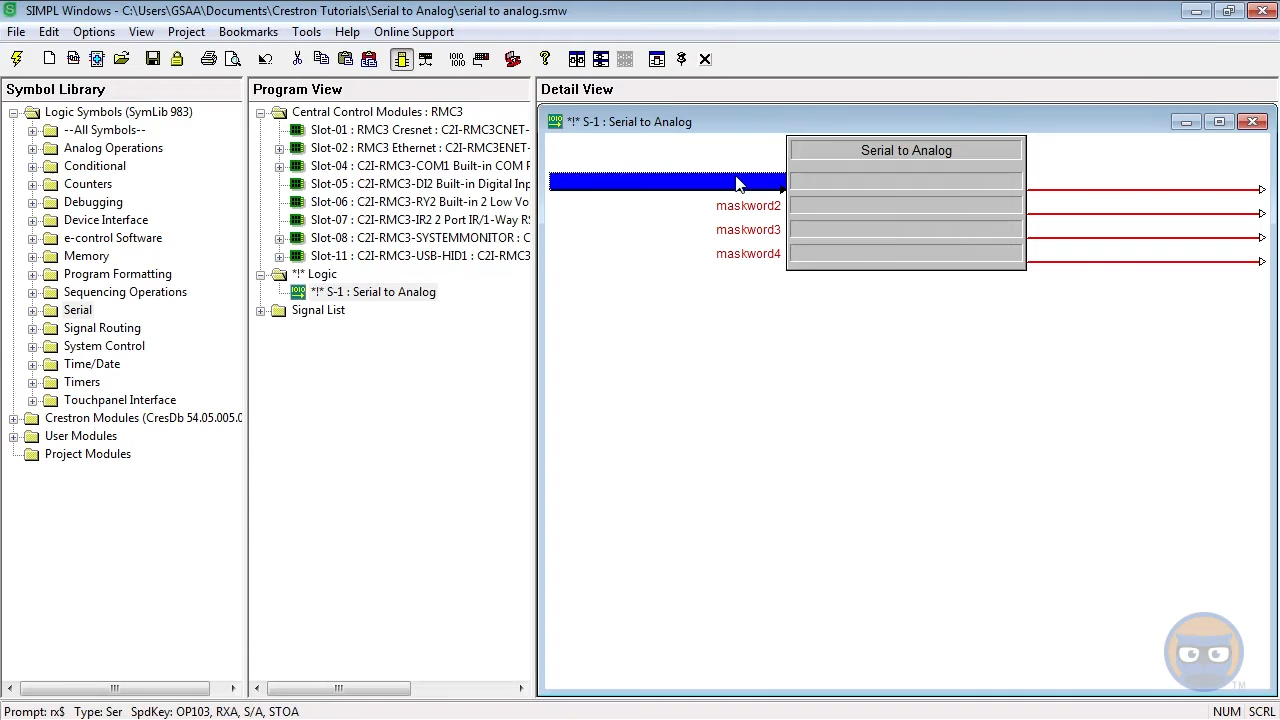 SIMPL Windows - C:\Users\GSAA\Documents\Crestron Tutorials\Serial to Analog\serial to analog.smw
File Edit Options View Project Bookmarks Tools Help Online Support
Symbol Library
Logic Symbols (SymLib 983)
--All Symbols--
Analog Operations
Conditional
Counters
Debugging
Device Interface
e-control Software
Memory
Program Formatting
Sequencing Operations
Serial
Signal Routing
System Control
Time/Date
Timers
Touchpanel Interface
Crestron Modules (CresDb 54.05.005.0
User Modules
Project Modules
Program View
Central Control Modules : RMC3
Slot-01 : RMC3 Cresnet : C2I-RMC3CNET-
Slot-02 : RMC3 Ethernet : C2I-RMC3ENET-
Slot-04 : C2I-RMC3-COM1 Built-in COM P
Slot-05 : C2I-RMC3-DI2 Built-in Digital Inp
Slot-06 : C2I-RMC3-RY2 Built-in 2 Low Vo
Slot-07 : C2I-RMC3-IR2 2 Port IR/1-Way RS
Slot-08 : C2I-RMC3-SYSTEMMONITOR : C
Slot-11 : C2I-RMC3-USB-HID1 : C2I-RMC3
*!* Logic
*!* S-1 : Serial to Analog
Signal List
Detail View
*!* S-1 : Serial to Analog
Serial to Analog
maskword2
maskword3
maskword4
TM
Prompt: rx$ Type: Ser SpdKey: OP103, RXA, S/A, STOA
NUM SCRL